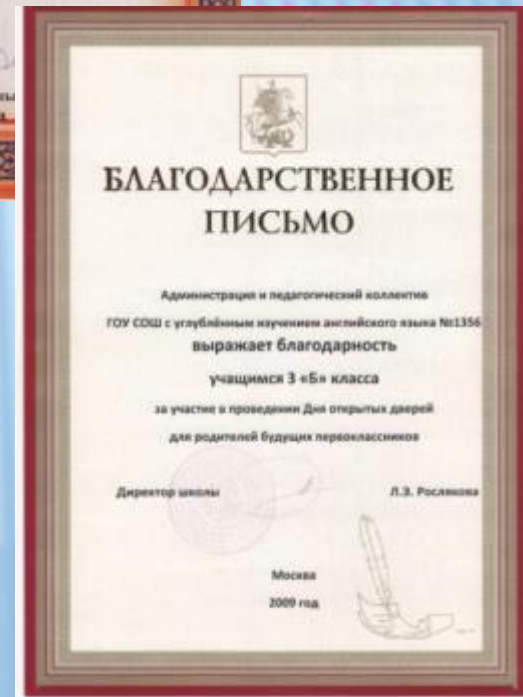 БЛАГОДАРСТВЕННОЕ
ПИСЬМО
Администрация и педагогический коллектив
ГОУ СОШ с углублённым изучением английского языка №1356
выражает благодарность
учащимся 3 «Б» класса
за участие в проведении Дня открытых дверей
для родителей будущих первоклассников
Директор школы Л.Э. Рослякова
Москва
2009 год